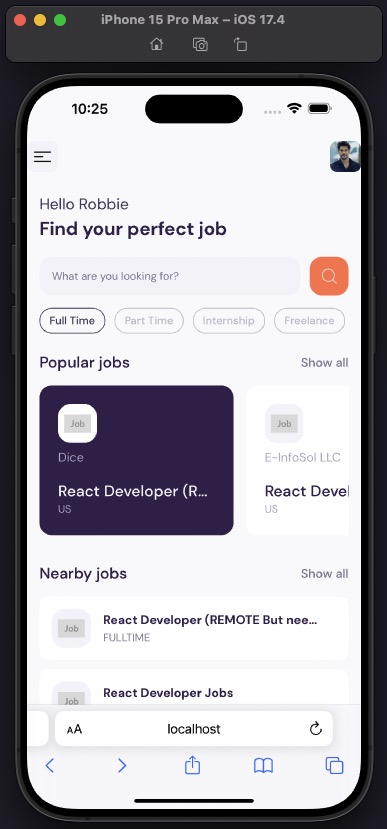 iPhone 15 Pro Max – iOS 17.4
10:25
Hello Robbie
Find your perfect job
What are you looking for?
Full Time
Part Time
Internship
Freelance
Popular jobs
Show all
Job
Dice
React Developer (R...
US
Job
E-InfoSol LLC
React Devel
US
Nearby jobs
Show all
Job
React Developer (REMOTE But nee...
FULLTIME
Job
React Developer Jobs
AA
localhost